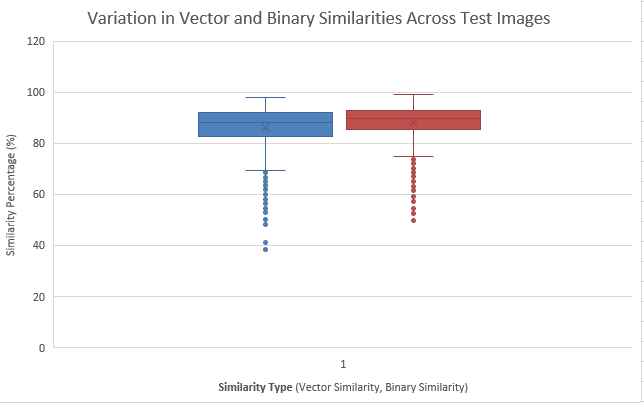 Variation in Vector and Binary Similarities Across Test Images
120
100
80
60
40
20
0
Similarity Percentage (%)
1
Similarity Type (Vector Similarity, Binary Similarity)